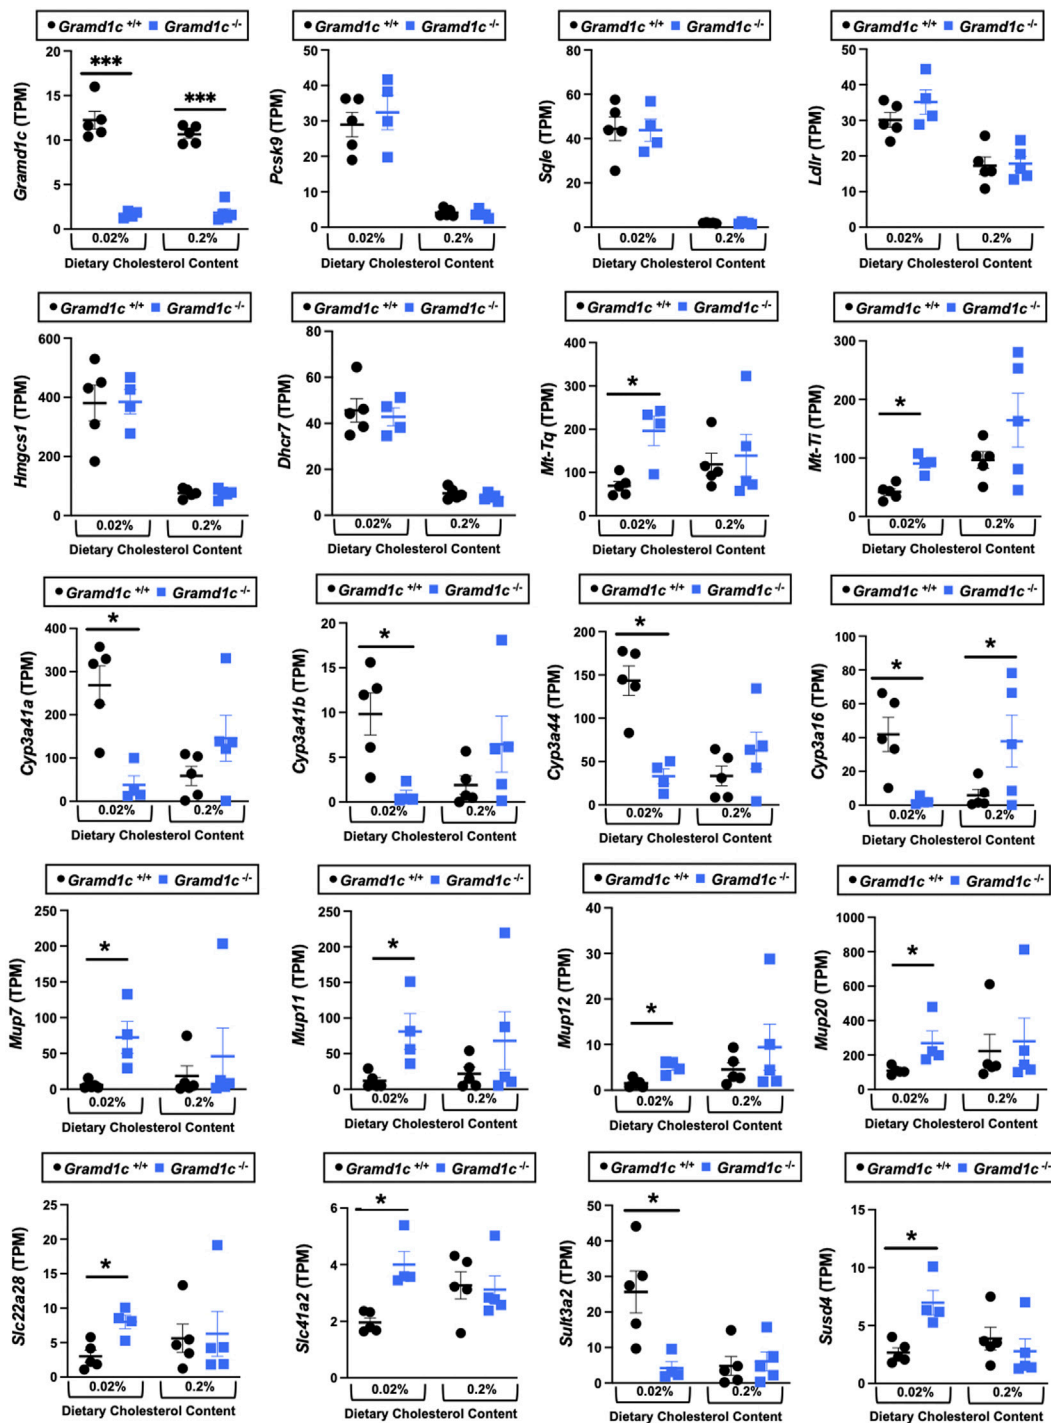 Gramd1c +/+ Gramd1c -/- Gramd1c +/+ Gramd1c -/- Gramd1c +/+ Gramd1c -/- Gramd1c +/+ Gramd1c -/-
Gramd1c (TPM) Pcsk9 (TPM) Sqle (TPM) Ldlr (TPM)
20 15 10 5 0 50 40 30 20 10 0 80 60 40 20 0 50 40 30 20 10 0
*** ***
0.02% 0.2% 0.02% 0.2% 0.02% 0.2% 0.02% 0.2%
Dietary Cholesterol Content Dietary Cholesterol Content Dietary Cholesterol Content Dietary Cholesterol Content
Gramd1c +/+ Gramd1c -/- Gramd1c +/+ Gramd1c -/- Gramd1c +/+ Gramd1c -/- Gramd1c +/+ Gramd1c -/-
Hmgcs1 (TPM) Dhcr7 (TPM) Mt-Tq (TPM) Mt-Ti (TPM)
600 400 200 0 80 60 40 20 0 400 300 200 100 0 300 200 100 0
* *
0.02% 0.2% 0.02% 0.2% 0.02% 0.2% 0.02% 0.2%
Dietary Cholesterol Content Dietary Cholesterol Content Dietary Cholesterol Content Dietary Cholesterol Content
Gramd1c +/+ Gramd1c -/- Gramd1c +/+ Gramd1c -/- Gramd1c +/+ Gramd1c -/- Gramd1c +/+ Gramd1c -/-
Cyp3a41a (TPM) Cyp3a41b (TPM) Cyp3a44 (TPM) Cyp3a16 (TPM)
400 300 200 100 0 20 15 10 5 0 200 150 100 50 0 100 80 60 40 20 0
* * * * *
0.02% 0.2% 0.02% 0.2% 0.02% 0.2% 0.02% 0.2%
Dietary Cholesterol Content Dietary Cholesterol Content Dietary Cholesterol Content Dietary Cholesterol Content
Gramd1c +/+ Gramd1c -/- Gramd1c +/+ Gramd1c -/- Gramd1c +/+ Gramd1c -/- Gramd1c +/+ Gramd1c -/-
Mup7 (TPM) Mup11 (TPM) Mup12 (TPM) Mup20 (TPM)
250 200 150 100 50 0 250 200 150 100 50 0 40 30 20 10 0 1000 800 600 400 200 0
* * * *
0.02% 0.2% 0.02% 0.2% 0.02% 0.2% 0.02% 0.2%
Dietary Cholesterol Content Dietary Cholesterol Content Dietary Cholesterol Content Dietary Cholesterol Content
Gramd1c +/+ Gramd1c -/- Gramd1c +/+ Gramd1c -/- Gramd1c +/+ Gramd1c -/- Gramd1c +/+ Gramd1c -/-
Slc22a28 (TPM) Slc41a2 (TPM) Sult3a2 (TPM) Susd4 (TPM)
25 20 15 10 5 0 6 4 2 0 50 40 30 20 10 0 15 10 5 0
* * * *
0.02% 0.2% 0.02% 0.2% 0.02% 0.2% 0.02% 0.2%
Dietary Cholesterol Content Dietary Cholesterol Content Dietary Cholesterol Content Dietary Cholesterol Content